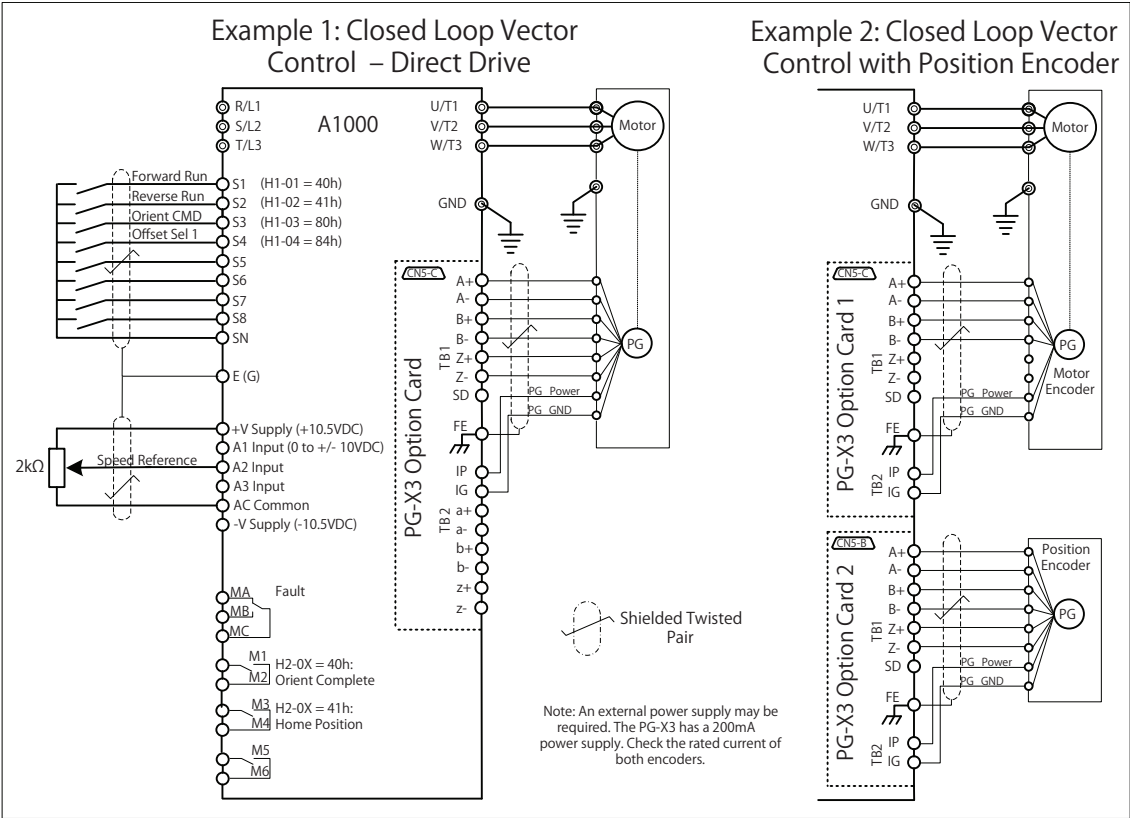 Example 1: Closed Loop Vector
Control – Direct Drive
R/L1
S/L2
T/L3
A1000
U/T1
V/T2
W/T3
Motor
Forward Run
S1 (H1-01 = 40h)
Reverse Run
S2 (H1-02 = 41h)
Orient CMD
S3 (H1-03 = 80h)
Offset Sel 1
S4 (H1-04 = 84h)
S5
S6
S7
S8
SN
E (G)
GND
CN5-C
PG-X3 Option Card
TB1
A+
A-
B+
B-
Z+
Z-
SD
FE
TB2
IP
IG
a+
a-
b+
b-
z+
z-
PG Power
PG GND
PG
2kΩ
Speed Reference
+V Supply (+10.5VDC)
A1 Input (0 to +/- 10VDC)
A2 Input
A3 Input
AC Common
-V Supply (-10.5VDC)
MA
MB
MC
Fault
M1
M2
H2-0X = 40h:
Orient Complete
M3
M4
H2-0X = 41h:
Home Position
M5
M6
Shielded Twisted
Pair
Note: An external power supply may be
required. The PG-X3 has a 200mA
power supply. Check the rated current of
both encoders.
Example 2: Closed Loop Vector
Control with Position Encoder
U/T1
V/T2
W/T3
Motor
GND
CN5-C
PG-X3 Option Card 1
TB1
A+
A-
B+
B-
Z+
Z-
SD
FE
TB2
IP
IG
PG Power
PG GND
PG
Motor
Encoder
CN5-B
PG-X3 Option Card 2
TB1
A+
A-
B+
B-
Z+
Z-
SD
FE
TB2
IP
IG
PG Power
PG GND
Position
Encoder
PG